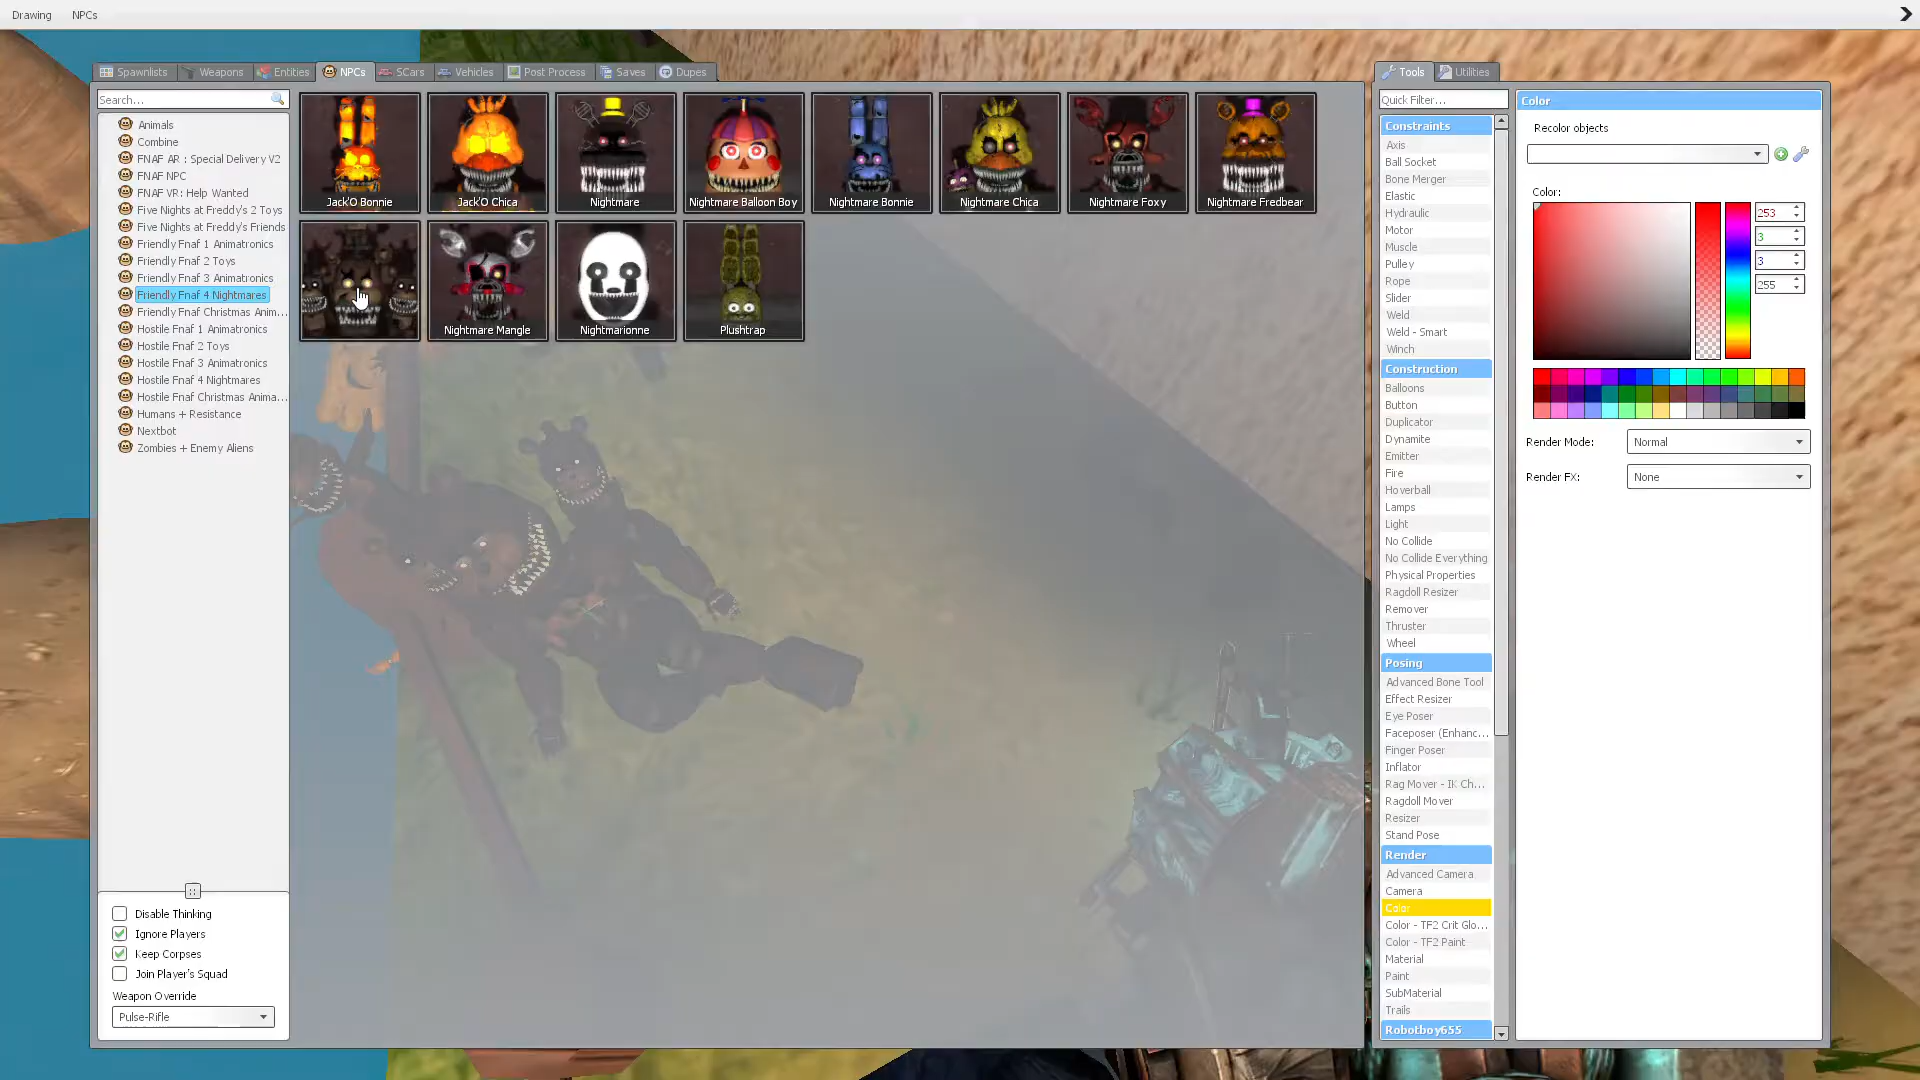 Drawing NPCs
Spawnlists Weapons Entities NPCs SCars Vehicles Post Process Saves Dupes
Search...
Animals
Combine
FNAF AR : Special Delivery V2
FNAF NPC
FNAF VR: Help Wanted
Five Nights at Freddy's 2 Toys
Five Nights at Freddy's Friends
Friendly Fnaf 1 Animatronics
Friendly Fnaf 2 Toys
Friendly Fnaf 3 Animatronics
Friendly Fnaf 4 Nightmares
Friendly Fnaf Christmas Anim...
Hostile Fnaf 1 Animatronics
Hostile Fnaf 2 Toys
Hostile Fnaf 3 Animatronics
Hostile Fnaf 4 Nightmares
Hostile Fnaf Christmas Anima...
Humans + Resistance
Nextbot
Zombies + Enemy Aliens
Disable Thinking
Ignore Players
Keep Corpses
Join Player's Squad
Weapon Override
Pulse-Rifle
Jack'O Bonnie Jack'O Chica Nightmare Nightmare Balloon Boy Nightmare Bonnie Nightmare Chica Nightmare Foxy Nightmare Fredbear
Nightmare Mangle Nightmarionne Plushtrap
Tools Utilities
Quick Filter...
Constraints
Axis
Ball Socket
Bone Merger
Elastic
Hydraulic
Motor
Muscle
Pulley
Rope
Slider
Weld
Weld - Smart
Winch
Construction
Balloons
Button
Duplicator
Dynamite
Emitter
Fire
Hoverball
Lamps
Light
No Collide
No Collide Everything
Physical Properties
Ragdoll Resizer
Remover
Thruster
Wheel
Posing
Advanced Bone Tool
Effect Resizer
Eye Poser
Faceposer (Enhanc...
Finger Poser
Inflator
Rag Mover - IK Ch...
Ragdoll Mover
Resizer
Stand Pose
Render
Advanced Camera
Camera
Color
Color - TF2 Crit Glo...
Color - TF2 Paint
Material
Paint
SubMaterial
Trails
Robotboy655
Color
Recolor objects
Color:
253
3
3
255
Render Mode: Normal
Render FX: None